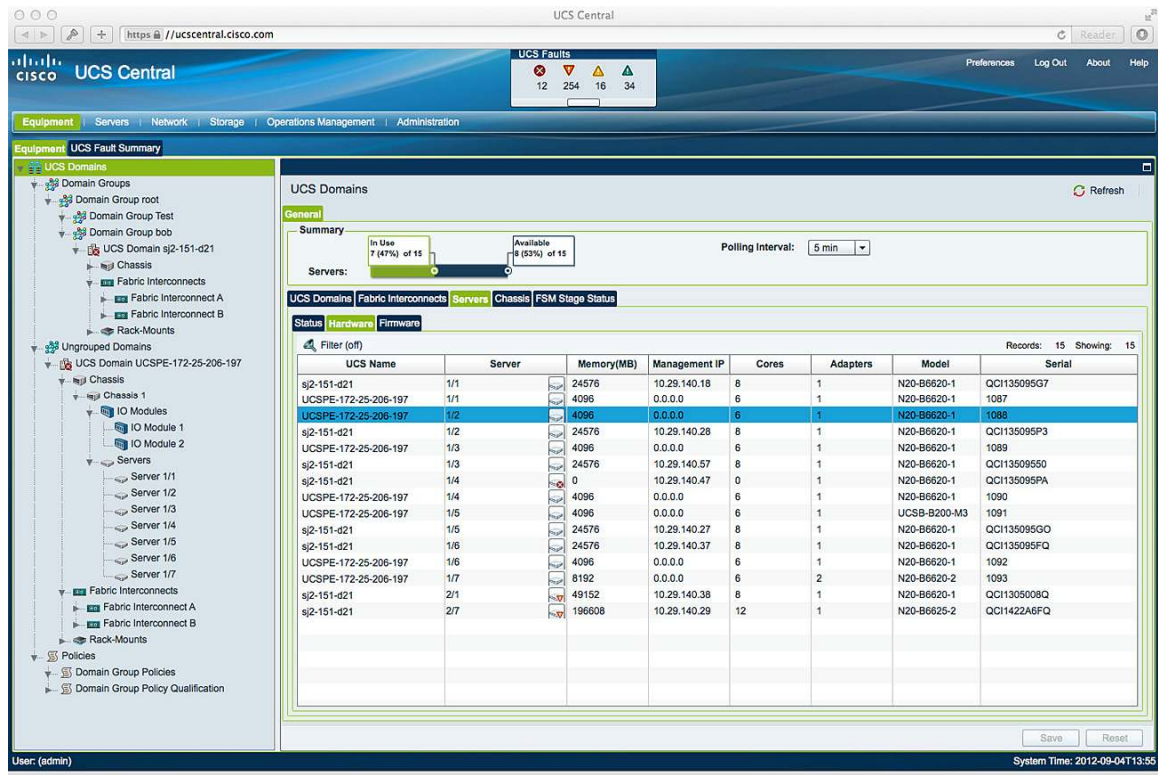 UCS Central
https //ucscentral.cisco.com
Reader
UCS Faults
cisco UCS Central
12 254 16 34
Preferences Log Out About Help
Equipment Servers Network Storage Operations Management Administration
Equipment UCS Fault Summary
UCS Domains
Domain Groups
Domain Group root
Domain Group Test
Domain Group bob
UCS Domain sj2-151-d21
Chassis
Fabric Interconnects
Fabric Interconnect A
Fabric Interconnect B
Rack-Mounts
Ungrouped Domains
UCS Domain UCSPE-172-25-206-197
Chassis
Chassis 1
IO Modules
IO Module 1
IO Module 2
Servers
Server 1/1
Server 1/2
Server 1/3
Server 1/4
Server 1/5
Server 1/6
Server 1/7
Fabric Interconnects
Fabric Interconnect A
Fabric Interconnect B
Rack-Mounts
Policies
Domain Group Policies
Domain Group Policy Qualification
UCS Domains
Refresh
General
Summary
In Use
7 (47%) of 15
Available
8 (53%) of 15
Servers:
Polling Interval: 5 min
UCS Domains Fabric Interconnects Servers Chassis FSM Stage Status
Status Hardware Firmware
Filter (off) Records: 15 Showing: 15
UCS Name Server Memory(MB) Management IP Cores Adapters Model Serial
sj2-151-d21 1/1 24576 10.29.140.18 8 1 N20-B6620-1 QCI135095G7
UCSPE-172-25-206-197 1/1 4096 0.0.0.0 6 1 N20-B6620-1 1087
UCSPE-172-25-206-197 1/2 4096 0.0.0.0 6 1 N20-B6620-1 1088
sj2-151-d21 1/2 24576 10.29.140.28 8 1 N20-B6620-1 QCI135095P3
UCSPE-172-25-206-197 1/3 4096 0.0.0.0 6 1 N20-B6620-1 1089
sj2-151-d21 1/3 24576 10.29.140.57 8 1 N20-B6620-1 QCI13509550
sj2-151-d21 1/4 0 10.29.140.47 0 1 N20-B6620-1 QCI135095PA
UCSPE-172-25-206-197 1/4 4096 0.0.0.0 6 1 N20-B6620-1 1090
UCSPE-172-25-206-197 1/5 4096 0.0.0.0 6 1 UCSB-B200-M3 1091
sj2-151-d21 1/5 24576 10.29.140.27 8 1 N20-B6620-1 QCI135095GO
sj2-151-d21 1/6 24576 10.29.140.37 8 1 N20-B6620-1 QCI135095FQ
UCSPE-172-25-206-197 1/6 4096 0.0.0.0 6 1 N20-B6620-1 1092
UCSPE-172-25-206-197 1/7 8192 0.0.0.0 6 2 N20-B6620-2 1093
sj2-151-d21 2/1 49152 10.29.140.38 8 1 N20-B6620-1 QCI1305008Q
sj2-151-d21 2/7 196608 10.29.140.29 12 1 N20-B6625-2 QCI1422A6FQ
Save Reset
User: (admin) System Time: 2012-09-04T13:55